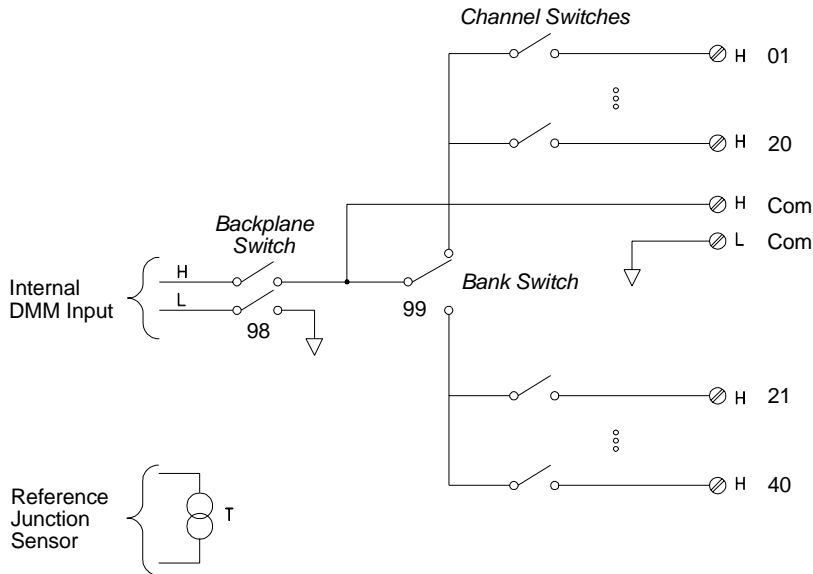 Channel Switches
H 01
H 20
H Com
L Com
Backplane
Switch
Internal
DMM Input
H
L
98
99
Bank Switch
H 21
H 40
Reference
Junction
Sensor
T